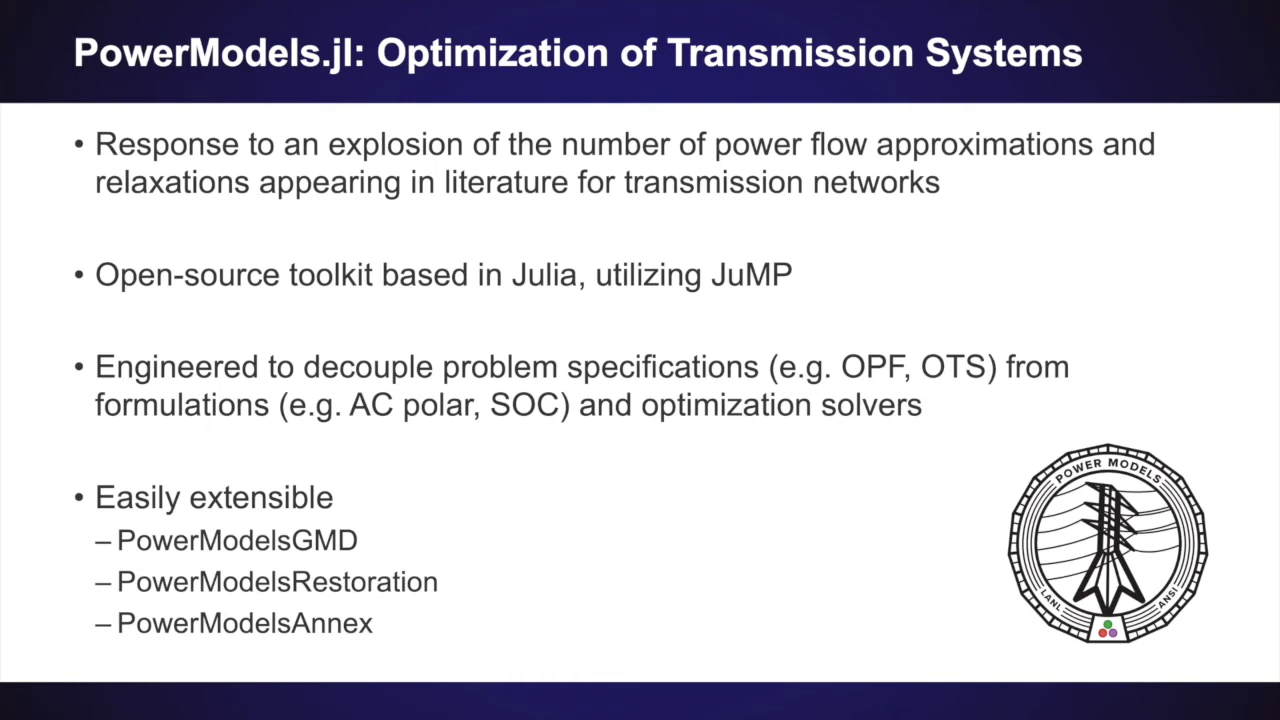 PowerModels.jl: Optimization of Transmission Systems
• Response to an explosion of the number of power flow approximations and
relaxations appearing in literature for transmission networks
• Open-source toolkit based in Julia, utilizing JuMP
• Engineered to decouple problem specifications (e.g. OPF, OTS) from
formulations (e.g. AC polar, SOC) and optimization solvers
• Easily extensible
– PowerModelsGMD
– PowerModelsRestoration
– PowerModelsAnnex
POWER MODELS
LANL
ANSI